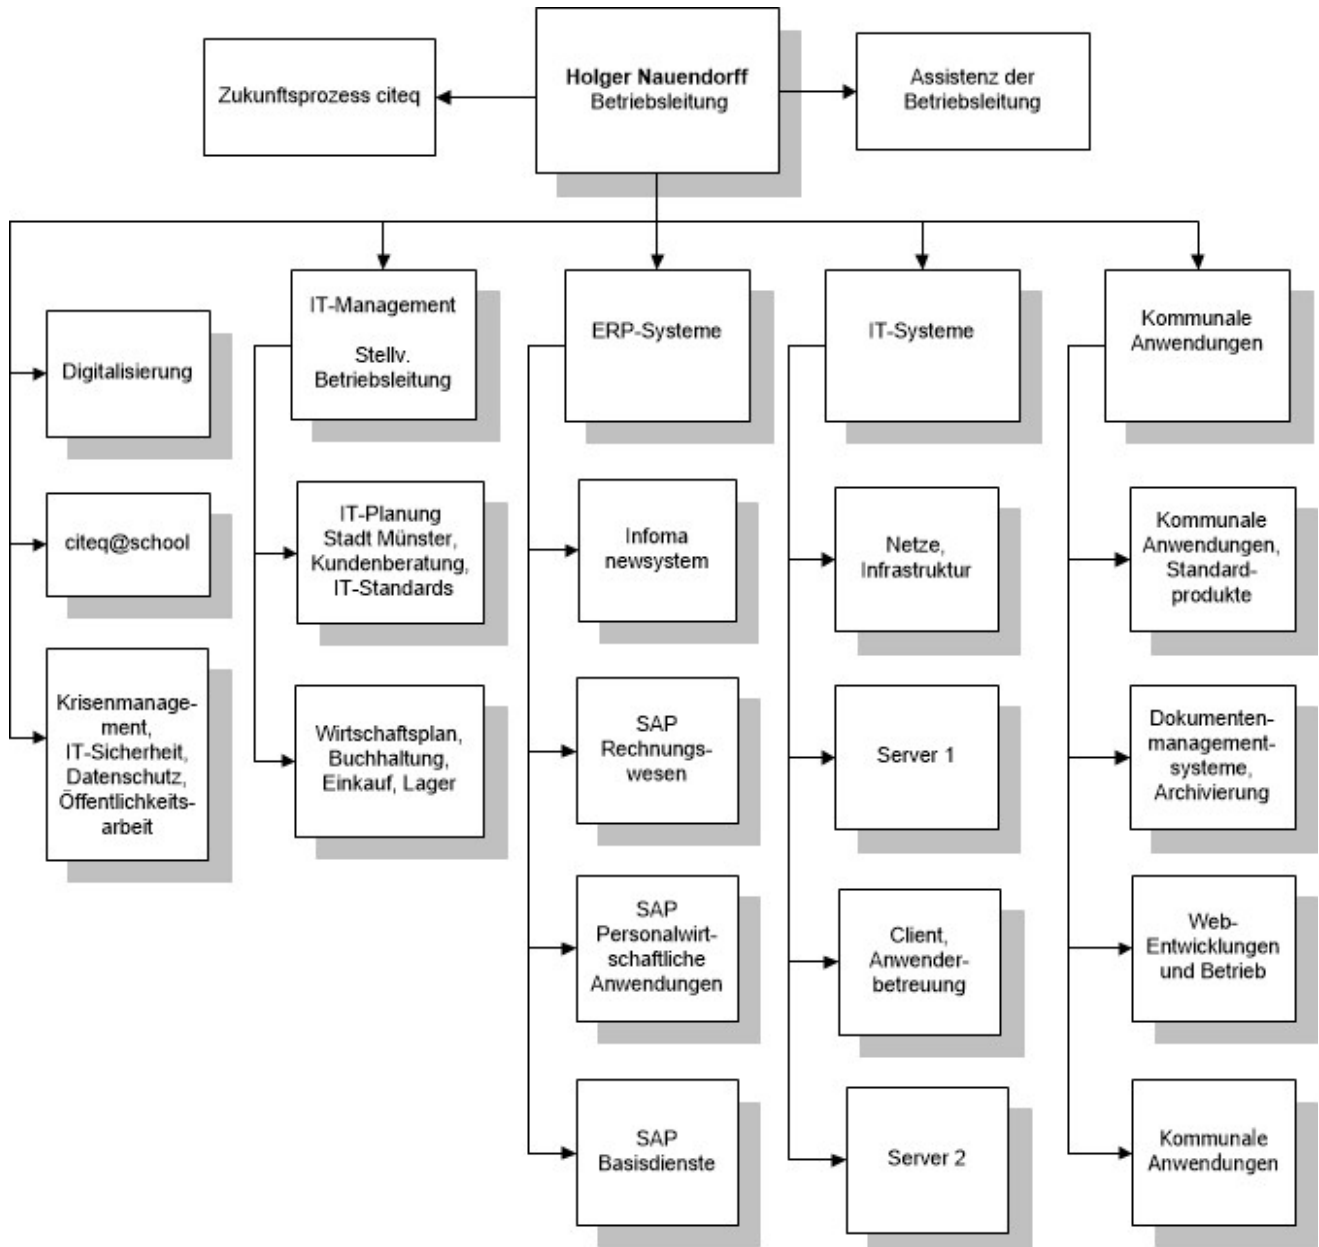 Zukunftsprozess citeq
Holger Nauendorff
Betriebsleitung
Assistenz der
Betriebsleitung
Digitalisierung
citeq@school
Krisenmanage-
ment,
IT-Sicherheit,
Datenschutz,
Öffentlichkeits-
arbeit
IT-Management
Stellv.
Betriebsleitung
IT-Planung
Stadt Münster,
Kundenberatung,
IT-Standards
Wirtschaftsplan,
Buchhaltung,
Einkauf, Lager
ERP-Systeme
Infoma
newsystem
SAP
Rechnungs-
wesen
SAP
Personalwirt-
schaftliche
Anwendungen
SAP
Basisdienste
IT-Systeme
Netze,
Infrastruktur
Server 1
Client,
Anwender-
betreuung
Server 2
Kommunale
Anwendungen
Kommunale
Anwendungen,
Standard-
produkte
Dokumenten-
management-
systeme,
Archivierung
Web-
Entwicklungen
und Betrieb
Kommunale
Anwendungen